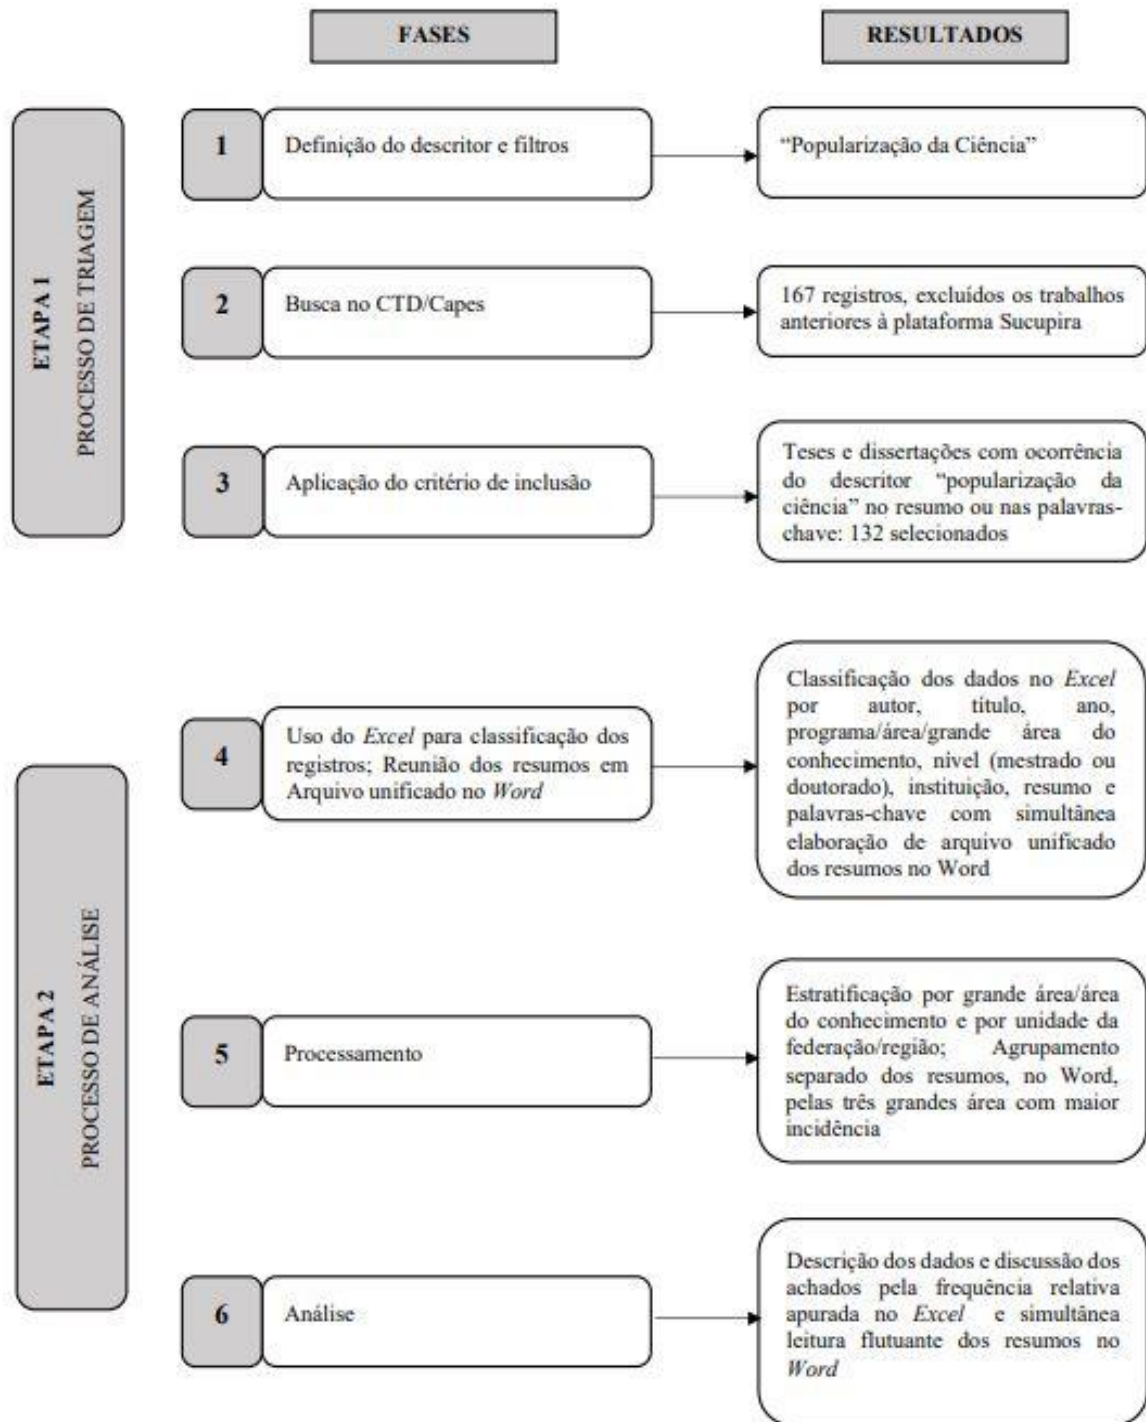 FASES
RESULTADOS
ETAPA 1
PROCESSO DE TRIAGEM
1
Definição do descritor e filtros
“Popularização da Ciência”
2
Busca no CTD/Capes
167 registros, excluídos os trabalhos
anteriores à plataforma Sucupira
3
Aplicação do critério de inclusão
Teses e dissertações com ocorrência
do descritor “popularização da
ciência” no resumo ou nas palavras-
chave: 132 selecionados
ETAPA 2
PROCESSO DE ANÁLISE
4
Uso do Excel para classificação dos
registros; Reunião dos resumos em
Arquivo unificado no Word
Classificação dos dados no Excel
por autor, título, ano,
programa/área/grande área do
conhecimento, nível (mestrado ou
doutorado), instituição, resumo e
palavras-chave com simultânea
elaboração de arquivo unificado
dos resumos no Word
5
Processamento
Estratificação por grande área/área
do conhecimento e por unidade da
federação/região; Agrupamento
separado dos resumos, no Word,
pelas três grandes área com maior
incidência
6
Análise
Descrição dos dados e discussão dos
achados pela frequência relativa
apurada no Excel e simultânea
leitura flutuante dos resumos no
Word